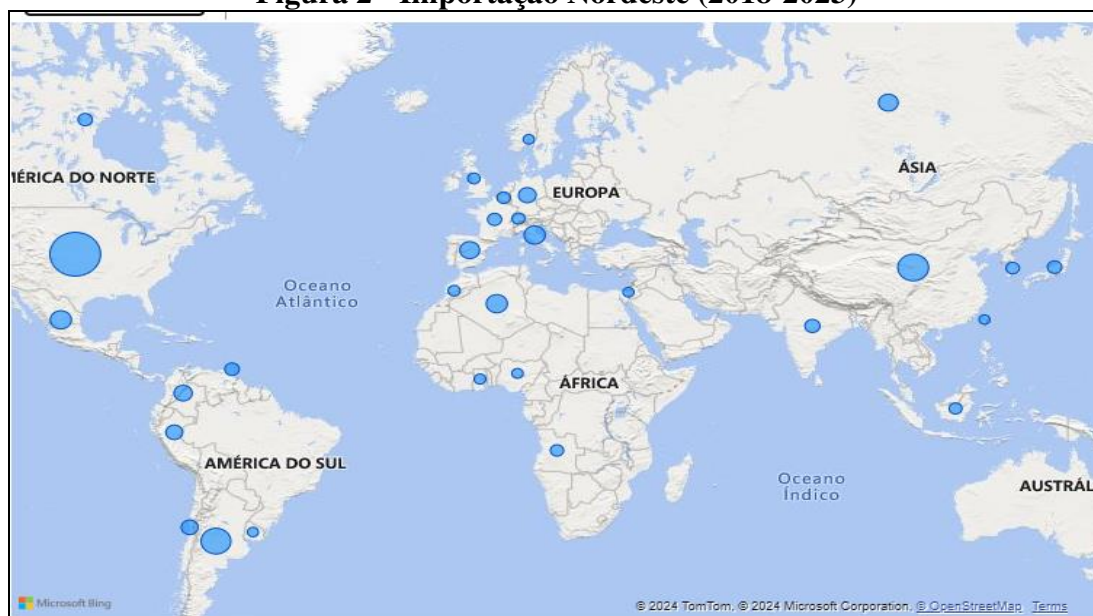 Figura 2 - Importação Nordeste (2018-2023)
MÉRICA DO NORTE
EUROPA
ÁSIA
Oceano
Atlântico
ÁFRICA
AMÉRICA DO SUL
Oceano
Índico
AUSTRÁL
Microsoft Bing
© 2024 TomTom, © 2024 Microsoft Corporation, © OpenStreetMap Terms